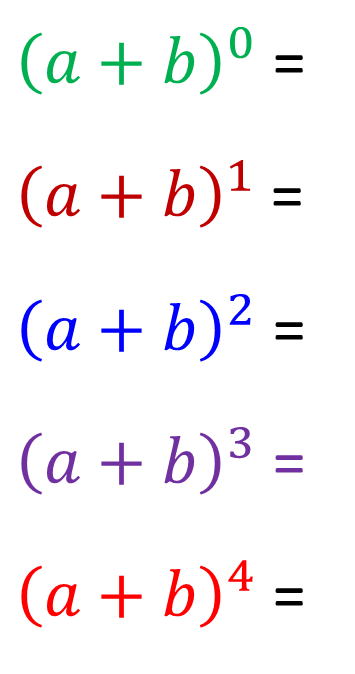 (a + b)⁰ =
(a + b)¹ =
(a + b)² =
(a + b)³ =
(a + b)⁴ =